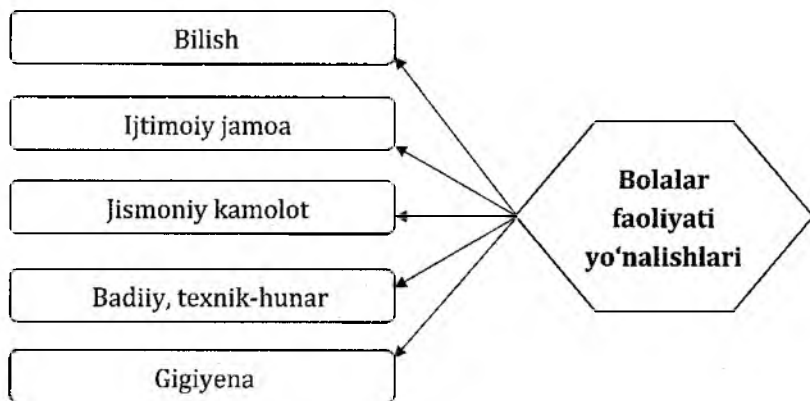 Bilish
Ijtimoiy jamoa
Jismoniy kamolot
Badiiy, texnik-hunar
Gigiyena
Bolalar
faoliyati
yo‘nalishlari